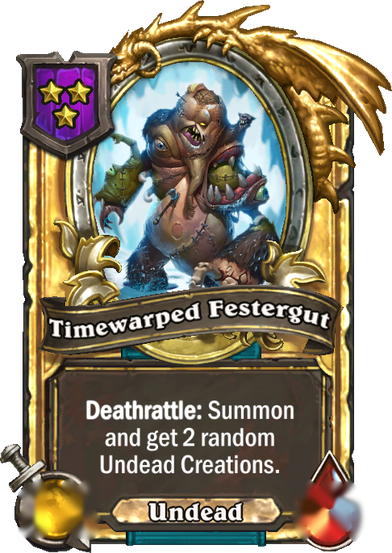 Timewarped Festergut
Deathrattle: Summon
and get 2 random
Undead Creations.
Undead